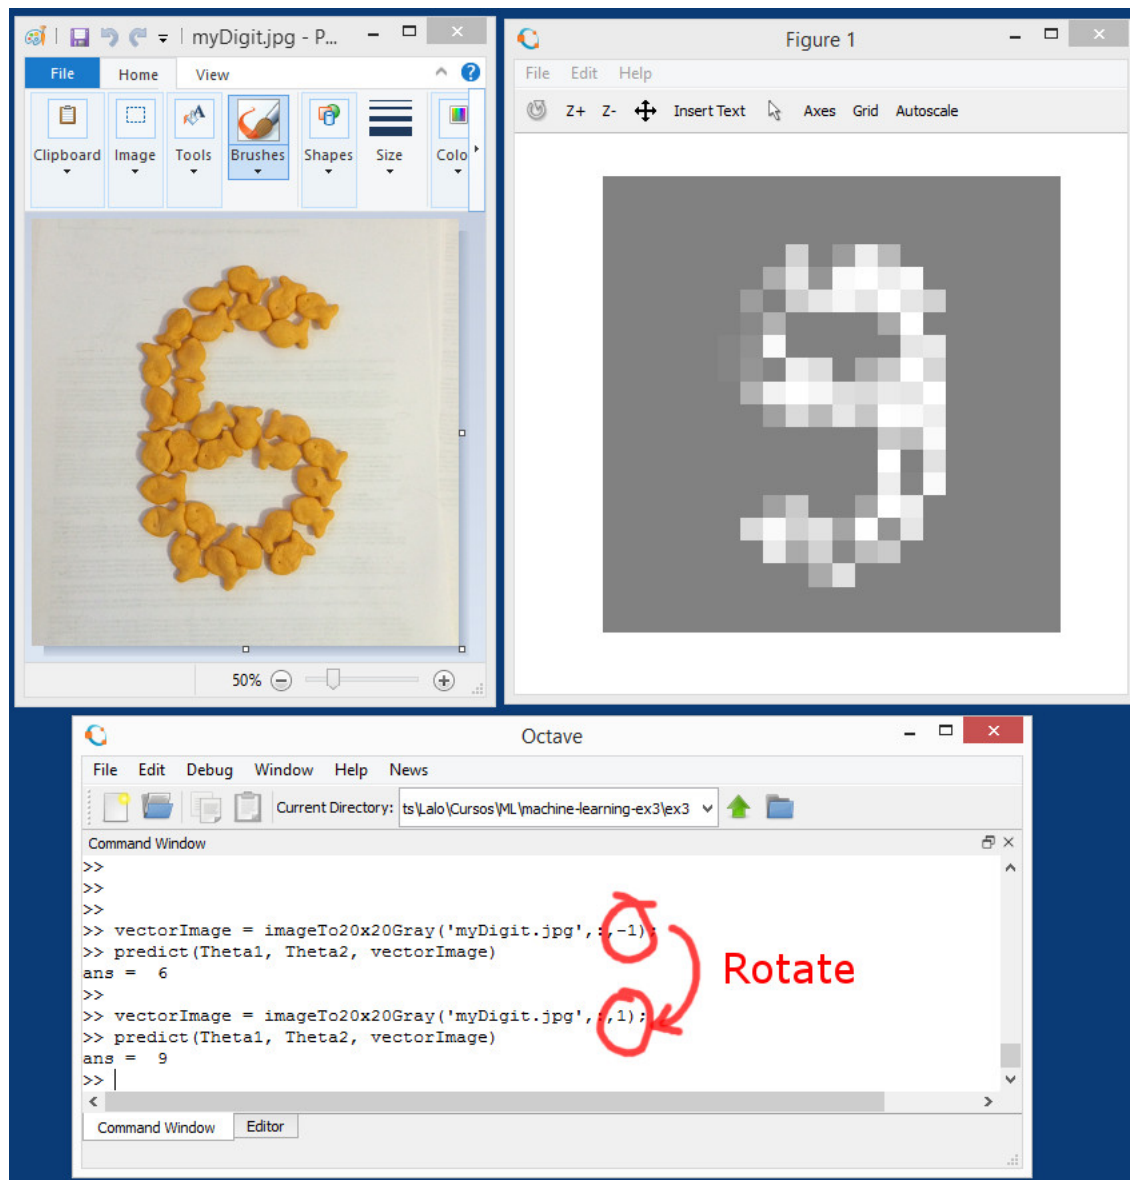 myDigit.jpg - P...
File Home View
Clipboard Image Tools Brushes Shapes Size Colo
50%
Figure 1
File Edit Help
Z+ Z- Insert Text Axes Grid Autoscale
Octave
File Edit Debug Window Help News
Current Directory: ts\Lalo\Cursos\ML\machine-learning-ex3\ex3
Command Window
>>
>>
>>
>> vectorImage = imageTo20x20Gray('myDigit.jpg',:,-1);
>> predict(Theta1, Theta2, vectorImage)
ans = 6
>>
>> vectorImage = imageTo20x20Gray('myDigit.jpg',:,1);
>> predict(Theta1, Theta2, vectorImage)
ans = 9
>>
Rotate
Command Window Editor